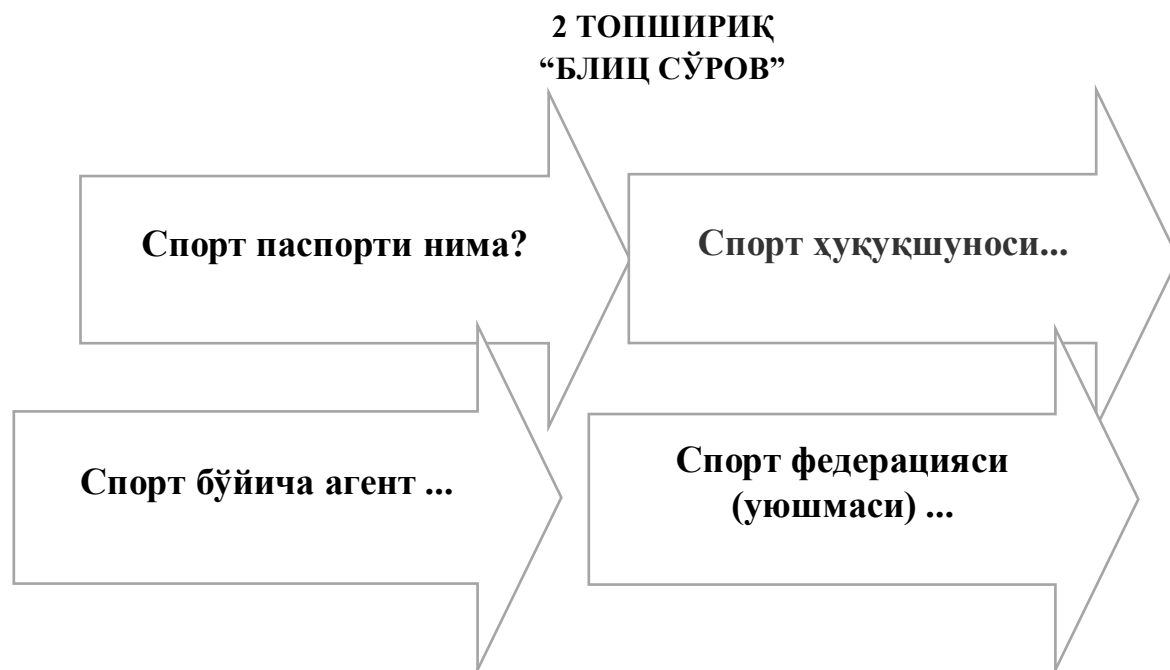 2 ТОПШИРИҚ
“БЛИЦ СЎРОВ”
Спорт паспорти нима?
Спорт ҳуқуқшуноси...
Спорт бўйича агент ...
Спорт федерацияси
(уюшмаси) ...